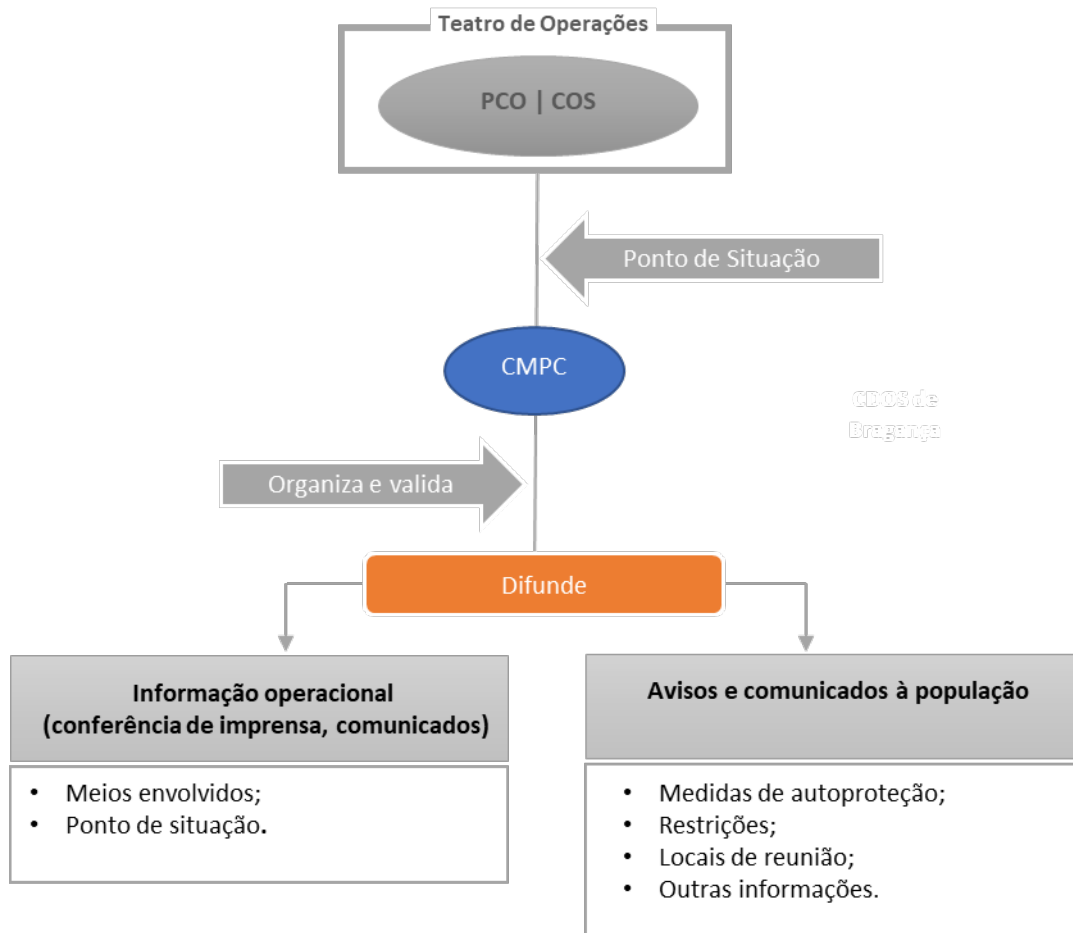 Teatro de Operações
PCO | COS
Ponto de Situação
CMPC
CDOS de
Bragança
Organiza e valida
Difunde
Informação operacional
(conferência de imprensa, comunicados)
• Meios envolvidos;
• Ponto de situação.
Avisos e comunicados à população
• Medidas de autoproteção;
• Restrições;
• Locais de reunião;
• Outras informações.